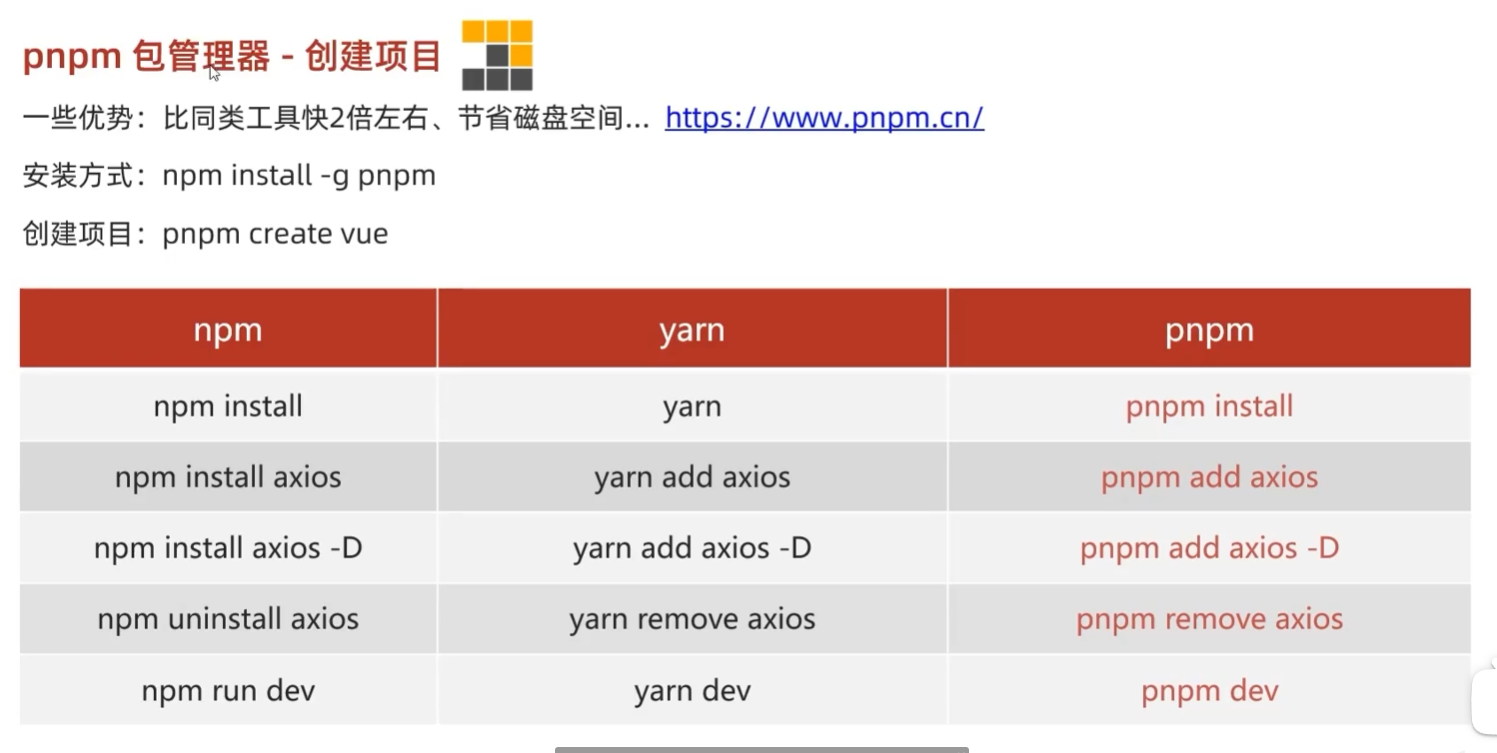 pnpm 包管理器 - 创建项目
一些优势：比同类工具快2倍左右、节省磁盘空间... https://www.pnpm.cn/
安装方式：npm install -g pnpm
创建项目：pnpm create vue
npm yarn pnpm
npm install yarn pnpm install
npm install axios yarn add axios pnpm add axios
npm install axios -D yarn add axios -D pnpm add axios -D
npm uninstall axios yarn remove axios pnpm remove axios
npm run dev yarn dev pnpm dev